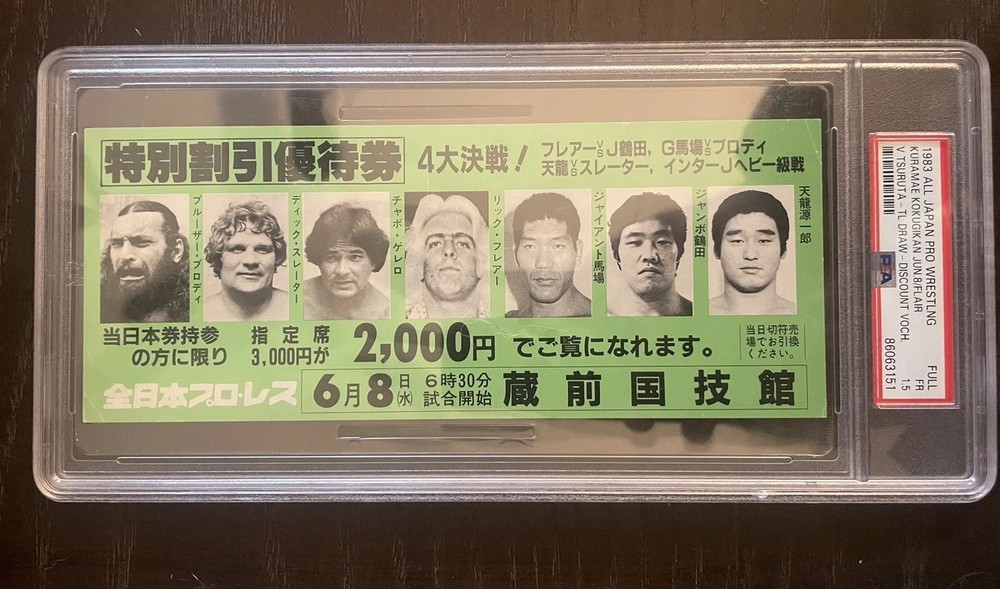 特別割引優待券
4大決戦!
フレアーVSJ鶴田, G馬場VSブロディ
天龍VSスレーター, インターJヘビー級戦
ブルーザー・ブロディ
ディック・スレーター
チャボ・ゲレロ
リック・フレアー
ジャイアント馬場
ジャンボ鶴田
天龍源一郎
当日本券持参
の方に限り
指定席
3,000円が
2,000円でご覧になれます。
当日切符売
場でお引換
ください。
全日本プロ・レス
6月8日(水)
6時30分
試合開始
蔵前国技館
1983 ALL JAPAN PRO WRESTLNG
KURAMAE KOKUGIKAN JUN.8/FLAIR
V TSURUTA - TL DRAW - DISCOUNT VOCH.
FULL
FR
1.5
86063151
PSA